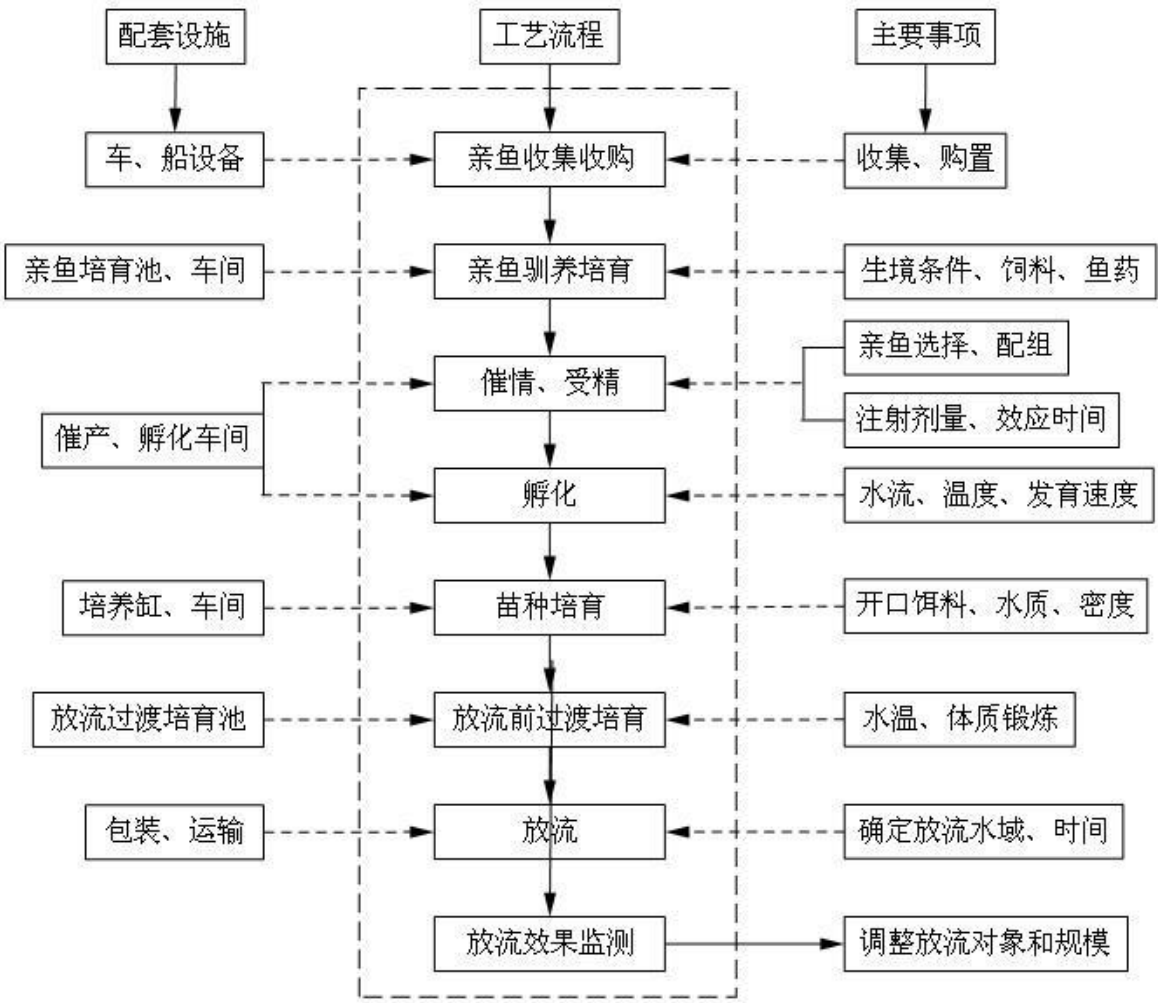 配套设施
工艺流程
主要事项
车、船设备
亲鱼收集收购
收集、购置
亲鱼培育池、车间
亲鱼驯养培育
生境条件、饲料、鱼药
亲鱼选择、配组
催情、受精
注射剂量、效应时间
催产、孵化车间
孵化
水流、温度、发育速度
培养缸、车间
苗种培育
开口饵料、水质、密度
放流过渡培育池
放流前过渡培育
水温、体质锻炼
包装、运输
放流
确定放流水域、时间
放流效果监测
调整放流对象和规模